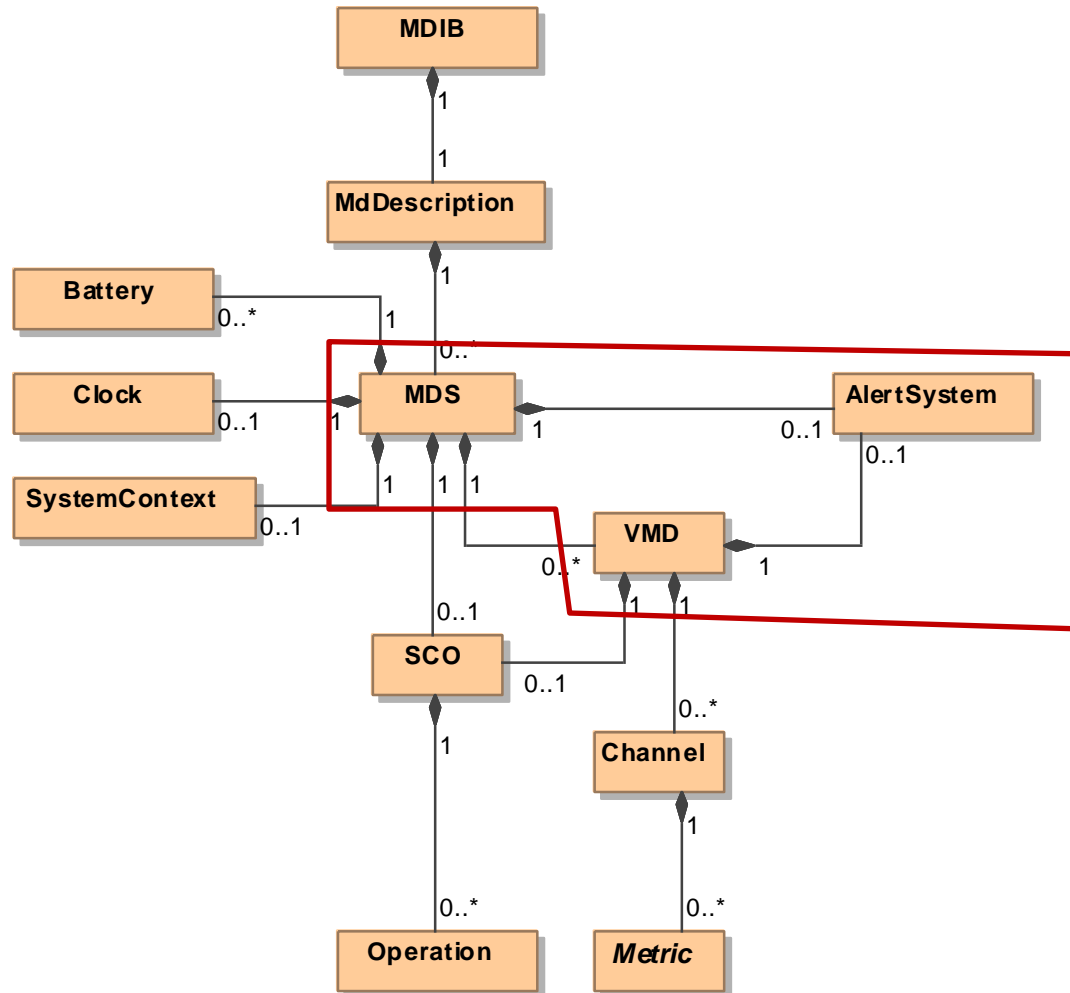 MDIB
1
1
MdDescription
1
Battery
0..*
1
0..*
Clock
0..1
1
MDS
1
0..1
AlertSystem
0..1
SystemContext
0..1
1
1
1
VMD
1
0..*
1
1
0..1
SCO
0..1
1
0..*
Channel
1
0..*
0..*
Operation
Metric